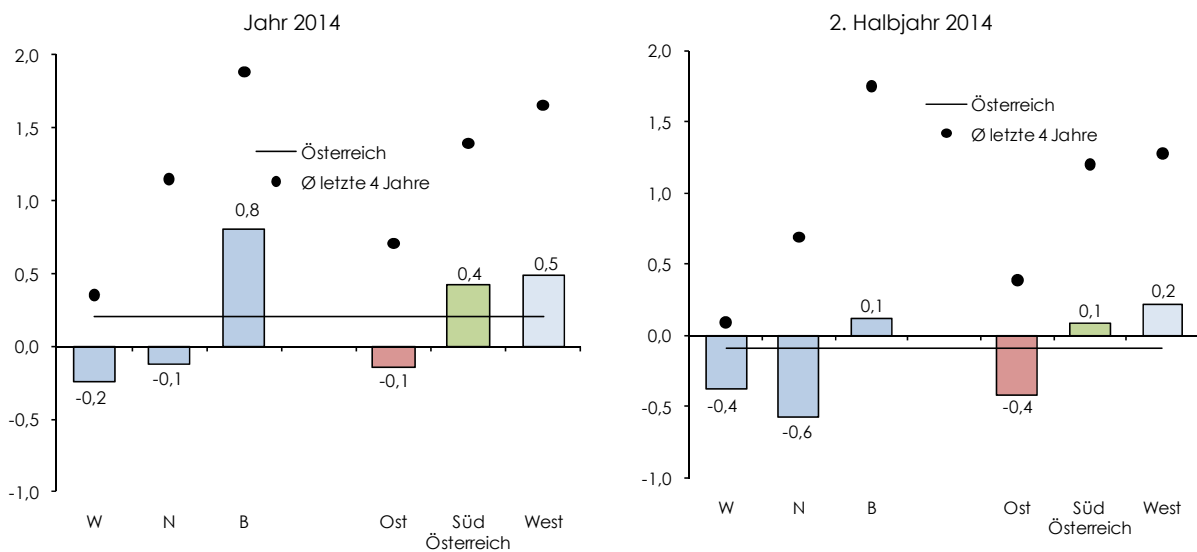 Jahr 2014
2,0
1,5
1,0
0,5
0,0
-0,5
-1,0
Österreich
Ø letzte 4 Jahre
-0,2
-0,1
0,8
-0,1
0,4
0,5
W N B Ost Süd West
Österreich
2. Halbjahr 2014
2,0
1,5
1,0
0,5
0,0
-0,5
-1,0
Österreich
Ø letzte 4 Jahre
-0,4
-0,6
0,1
-0,4
0,1
0,2
W N B Ost Süd West
Österreich